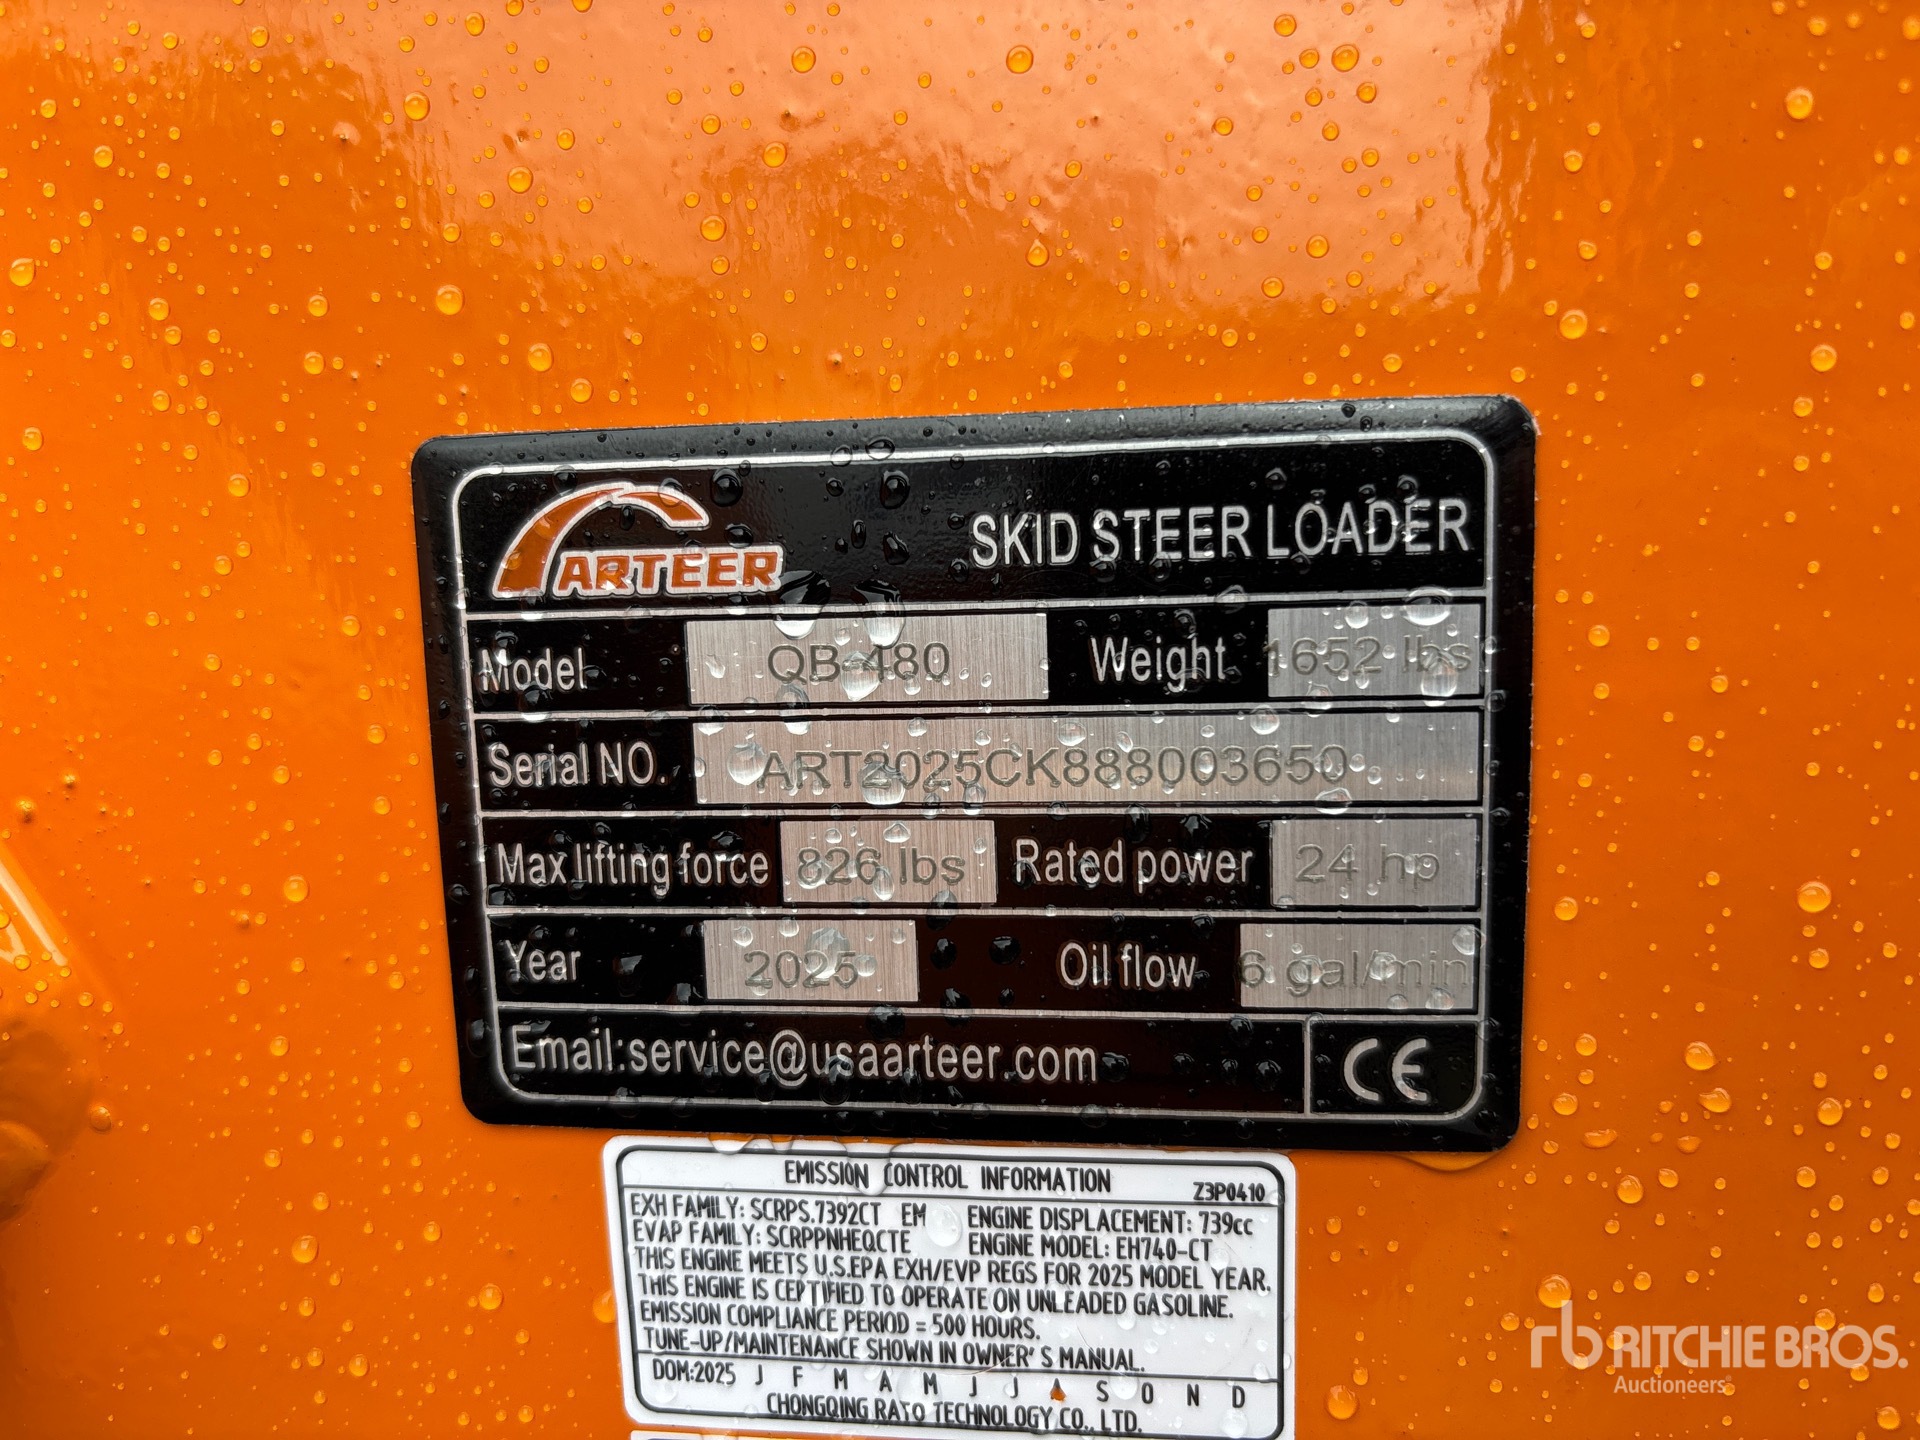 ARTEER
SKID STEER LOADER
Model QB-480 Weight 1652 lbs
Serial NO. ART2025CK888003650
Max lifting force 826 lbs Rated power 24 hp
Year 2025 Oil flow 6 gal/min
Email:service@usaarteer.com CE
EMISSION CONTROL INFORMATION Z3P0410
EXH FAMILY: SCRPS.7392CT EM ENGINE DISPLACEMENT: 739cc
EVAP FAMILY: SCRPPNHEQCTE ENGINE MODEL: EH740-CT
THIS ENGINE MEETS U.S.EPA EXH/EVP REGS FOR 2025 MODEL YEAR.
THIS ENGINE IS CERTIFIED TO OPERATE ON UNLEADED GASOLINE.
EMISSION COMPLIANCE PERIOD = 500 HOURS.
TUNE-UP/MAINTENANCE SHOWN IN OWNER'S MANUAL.
DOM:2025 J F M A M J J A S O N D
CHONGQING RATO TECHNOLOGY CO., LTD.
rb RITCHIE BROS.
Auctioneers